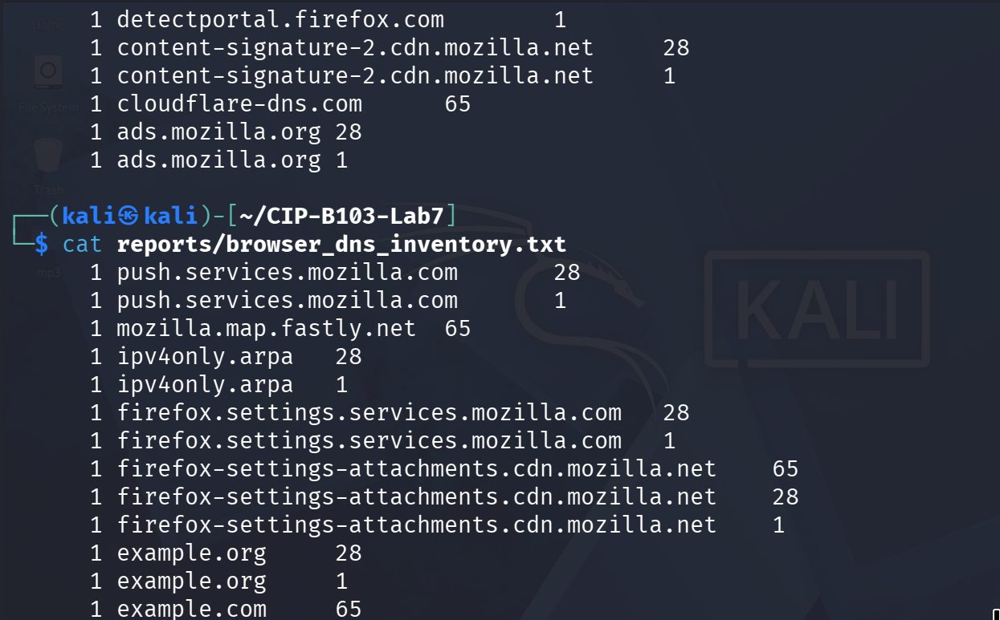 1 detectportal.firefox.com 1
1 content-signature-2.cdn.mozilla.net 28
1 content-signature-2.cdn.mozilla.net 1
1 cloudflare-dns.com 65
1 ads.mozilla.org 28
1 ads.mozilla.org 1
┌──(kali㉿kali)-[~/CIP-B103-Lab7]
└─$ cat reports/browser_dns_inventory.txt
1 push.services.mozilla.com 28
1 push.services.mozilla.com 1
1 mozilla.map.fastly.net 65
1 ipv4only.arpa 28
1 ipv4only.arpa 1
1 firefox.settings.services.mozilla.com 28
1 firefox.settings.services.mozilla.com 1
1 firefox-settings-attachments.cdn.mozilla.net 65
1 firefox-settings-attachments.cdn.mozilla.net 28
1 firefox-settings-attachments.cdn.mozilla.net 1
1 example.org 28
1 example.org 1
1 example.com 65
Home
File System
Trash
mp3
KALI